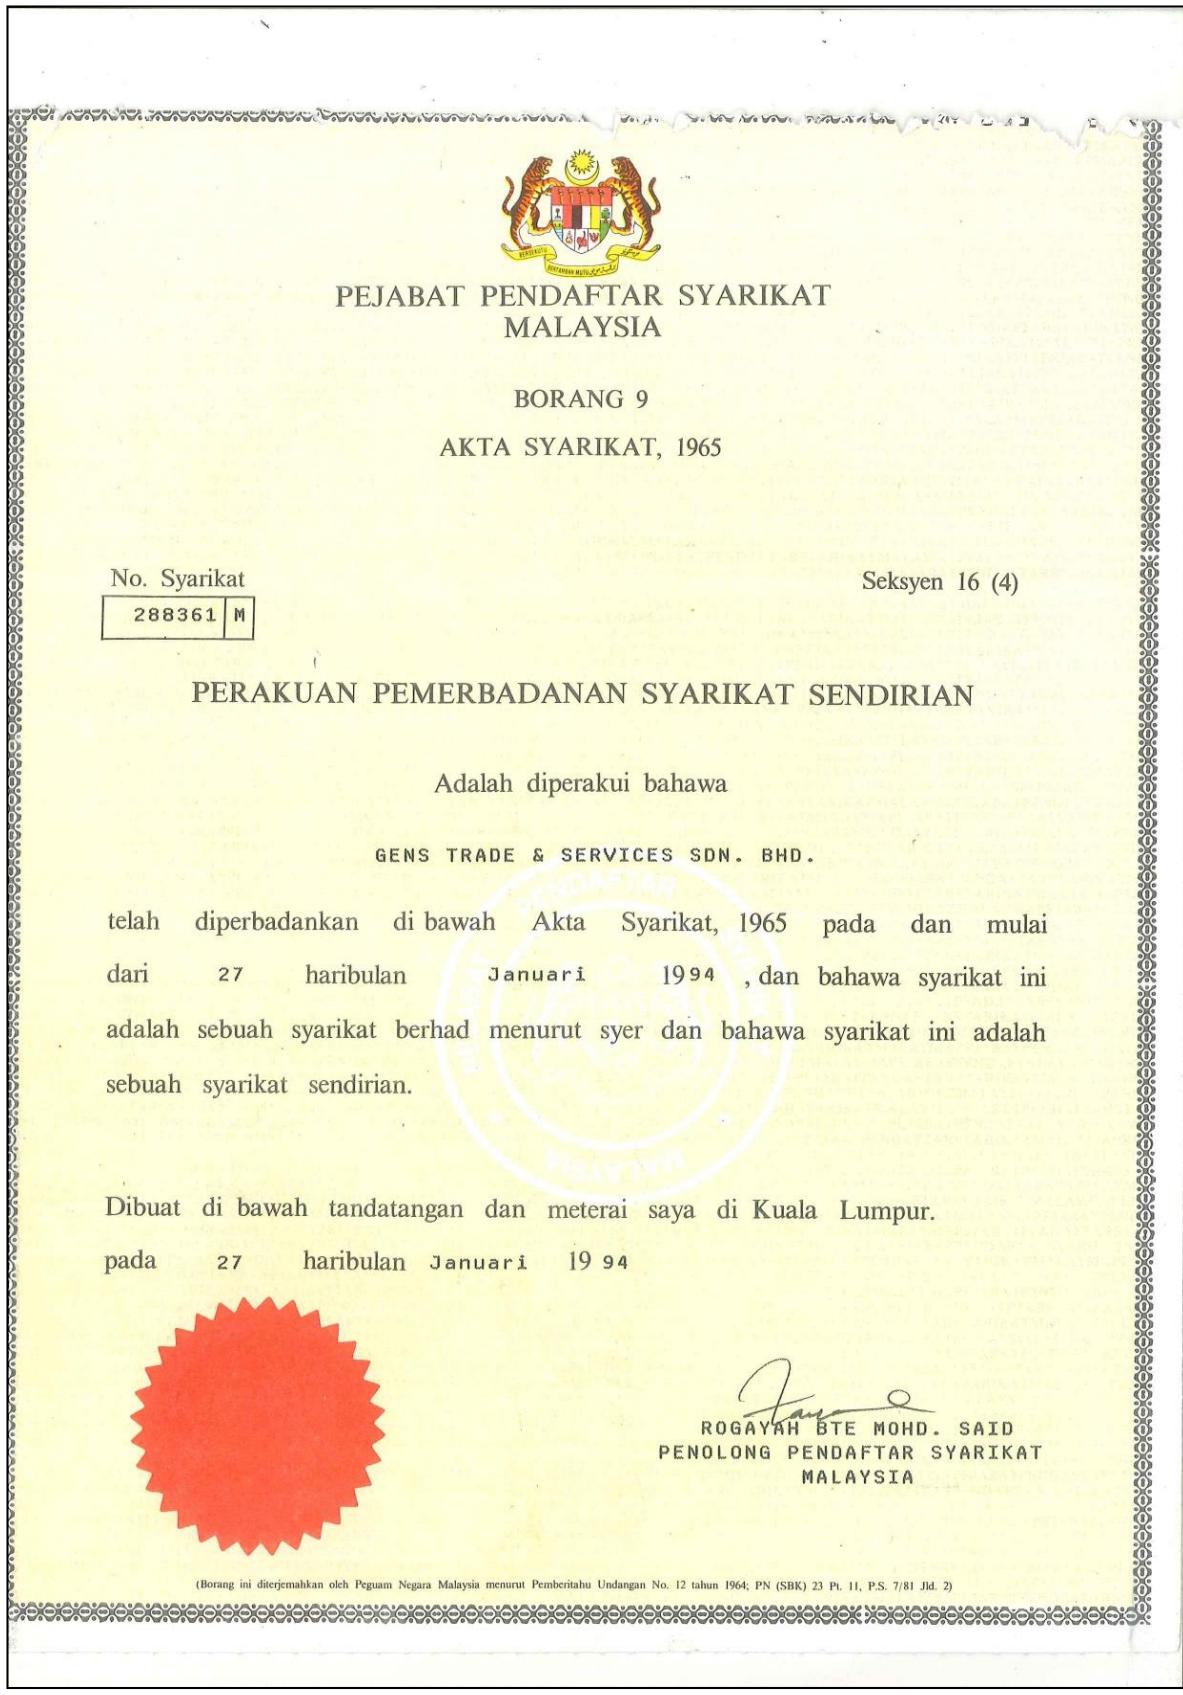 BERSEKUTU
BERTAMBAH MUTU
PEJABAT PENDAFTAR SYARIKAT
MALAYSIA
BORANG 9
AKTA SYARIKAT, 1965
No. Syarikat
Seksyen 16 (4)
288361 M
PERAKUAN PEMERBADANAN SYARIKAT SENDIRIAN
Adalah diperakui bahawa
GENS TRADE & SERVICES SDN. BHD.
telah diperbadankan di bawah Akta Syarikat, 1965 pada dan mulai
dari 27 haribulan Januari 1994 , dan bahawa syarikat ini
adalah sebuah syarikat berhad menurut syer dan bahawa syarikat ini adalah
sebuah syarikat sendirian.
PENDAFTAR
MALAYSIA
Dibuat di bawah tandatangan dan meterai saya di Kuala Lumpur.
pada 27 haribulan Januari 19 94
ROGAYAH BTE MOHD. SAID
PENOLONG PENDAFTAR SYARIKAT
MALAYSIA
(Borang ini diterjemahkan oleh Peguam Negara Malaysia menurut Pemberitahu Undangan No. 12 tahun 1964; PN (SBK) 23 Pt. 11, P.S. 7/81 Jld. 2)